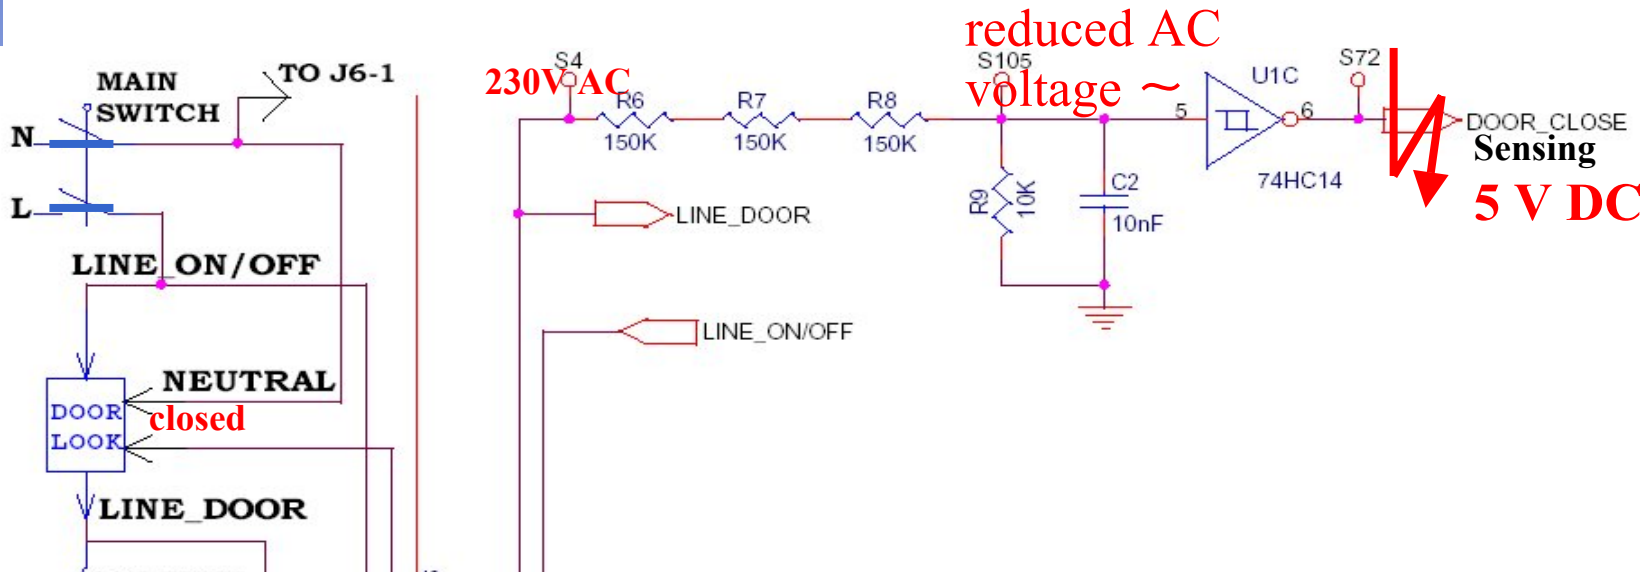 reduced AC
voltage ~
230V AC
MAIN
SWITCH
TO J6-1
N
L
LINE_ON/OFF
NEUTRAL
closed
DOOR
LOOK
LINE_DOOR
S4
R6
150K
R7
150K
R8
150K
S105
R9
10K
C2
10nF
5
U1C
6
74HC14
S72
DOOR_CLOSE
Sensing
5 V DC
LINE_DOOR
LINE_ON/OFF